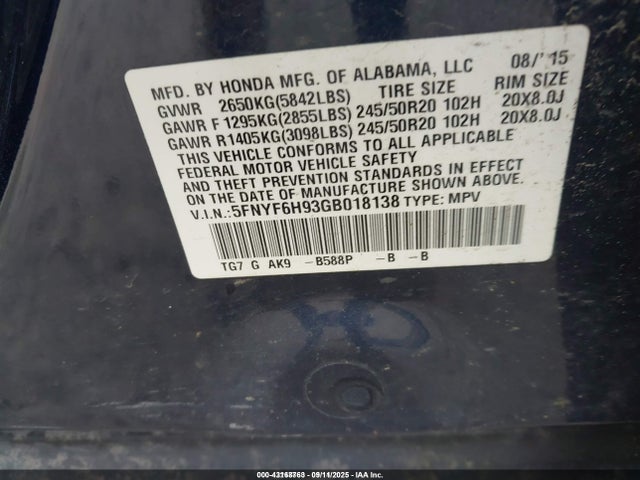 MFD. BY HONDA MFG. OF ALABAMA, LLC 08/'15
GVWR 2650KG(5842LBS) TIRE SIZE RIM SIZE
GAWR F 1295KG(2855LBS) 245/50R20 102H 20X8.0J
GAWR R1405KG(3098LBS) 245/50R20 102H 20X8.0J
THIS VEHICLE CONFORMS TO ALL APPLICABLE
FEDERAL MOTOR VEHICLE SAFETY
AND THEFT PREVENTION STANDARDS IN EFFECT
ON THE DATE OF MANUFACTURE SHOWN ABOVE.
V.I.N.: 5FNYF6H93GB018138 TYPE: MPV
TG7 G AK9 -B588P -B -B
000-43168763 - 09/11/2025 - IAA Inc.